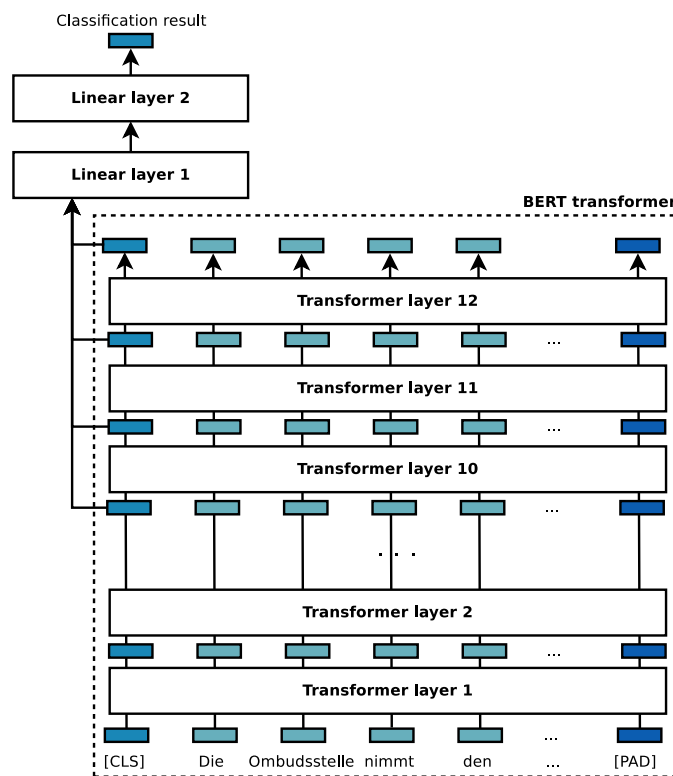 Classification result
Linear layer 2
Linear layer 1
BERT transformer
Transformer layer 12
...
Transformer layer 11
...
Transformer layer 10
...
. . .
Transformer layer 2
...
Transformer layer 1
...
[CLS] Die Ombudsstelle nimmt den ... [PAD]